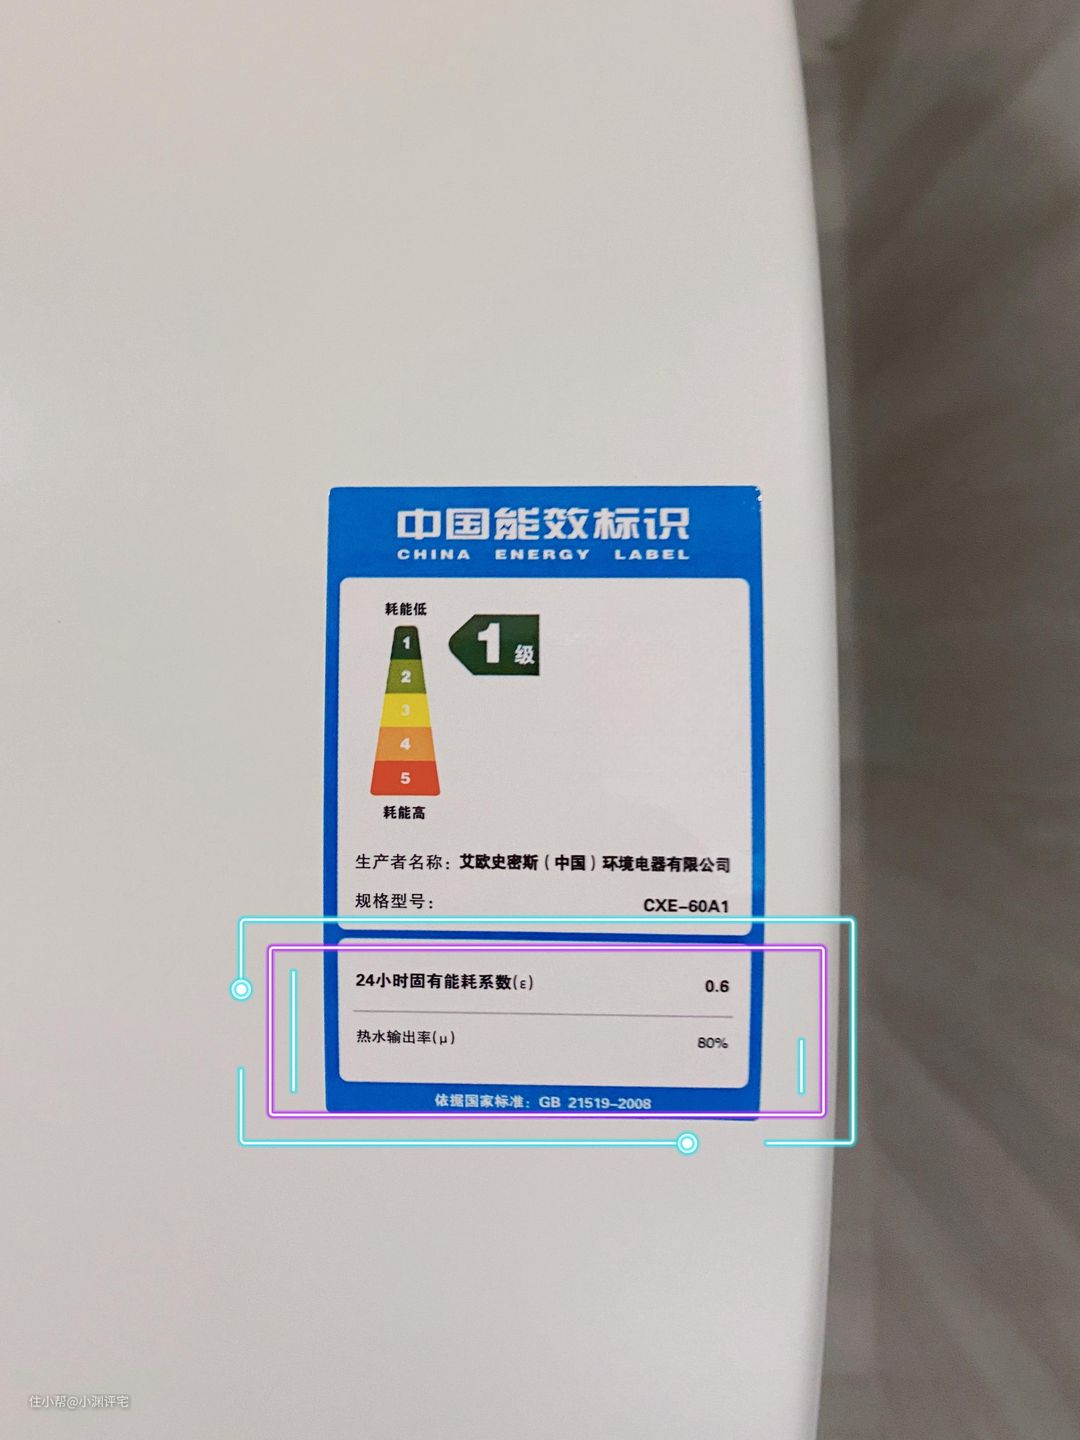 中国能效标识
CHINA ENERGY LABEL
耗能低
1
2
3
4
5
1级
耗能高
生产者名称：艾欧史密斯（中国）环境电器有限公司
规格型号： CXE-60A1
24小时固有能耗系数(ε) 0.6
热水输出率(μ) 80%
依据国家标准：GB 21519-2008
住小帮@小渊评宅